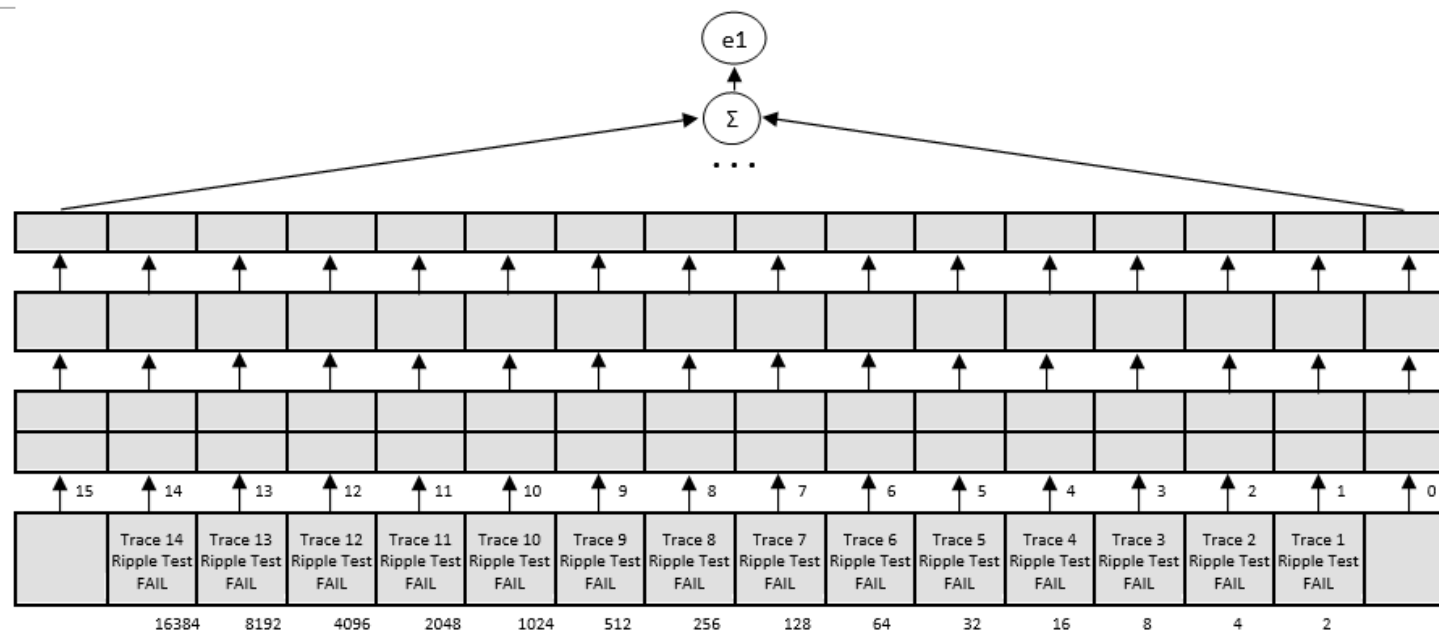 e1
Σ
...
15 14 13 12 11 10 9 8 7 6 5 4 3 2 1 0
Trace 14 Trace 13 Trace 12 Trace 11 Trace 10 Trace 9 Trace 8 Trace 7 Trace 6 Trace 5 Trace 4 Trace 3 Trace 2 Trace 1
Ripple Test Ripple Test Ripple Test Ripple Test Ripple Test Ripple Test Ripple Test Ripple Test Ripple Test Ripple Test Ripple Test Ripple Test Ripple Test Ripple Test
FAIL FAIL FAIL FAIL FAIL FAIL FAIL FAIL FAIL FAIL FAIL FAIL FAIL FAIL
16384 8192 4096 2048 1024 512 256 128 64 32 16 8 4 2